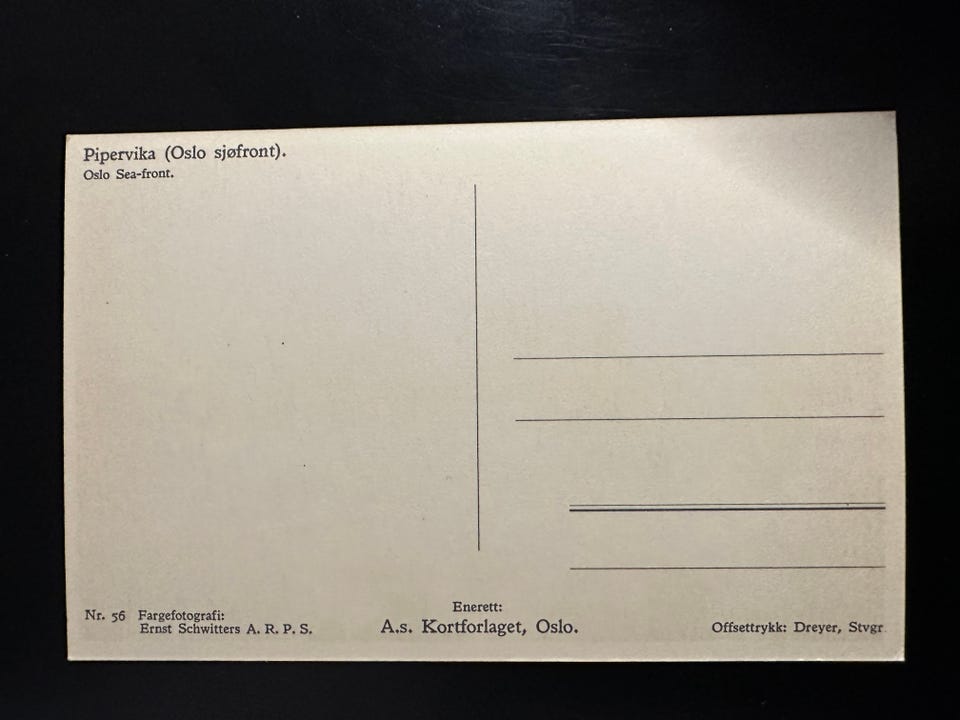 Pipervika (Oslo sjøfront).
Oslo Sea-front.
Nr. 56 Fargefotografi:
Ernst Schwitters A. R. P. S.
Enerett:
A.s. Kortforlaget, Oslo.
Offsettrykk: Dreyer, Stvgr.